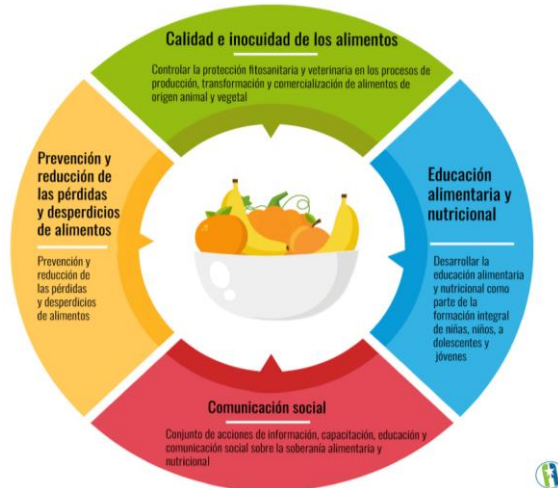 Calidad e inocuidad de los alimentos
Controlar la protección fitosanitaria y veterinaria en los procesos de
producción, transformación y comercialización de alimentos de
origen animal y vegetal
Prevención y
reducción de
las pérdidas
y desperdicios
de alimentos
Prevención y
reducción de
las pérdidas
y desperdicios
de alimentos
Educación
alimentaria y
nutricional
Desarrollar la
educación alimentaria
y nutricional como
parte de la
formación integral
de niñas, niños, a
dolescentes y
jóvenes
Comunicación social
Conjunto de acciones de información, capacitación, educación y
comunicación social sobre la soberanía alimentaria y
nutricional